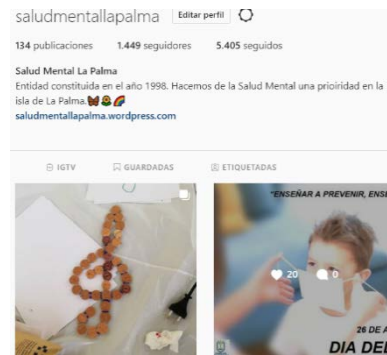 saludmentallapalma Editar perfil
134 publicaciones 1.449 seguidores 5.405 seguidos
Salud Mental La Palma
Entidad constituida en el año 1998. Hacemos de la Salud Mental una prioiridad en la
isla de La Palma.🦋🌻🌈
saludmentallapalma.wordpress.com
IGTV GUARDADAS ETIQUETADAS
"ENSEÑAR A PREVENIR, ENSE
20 0
26 DE A
DIA DE